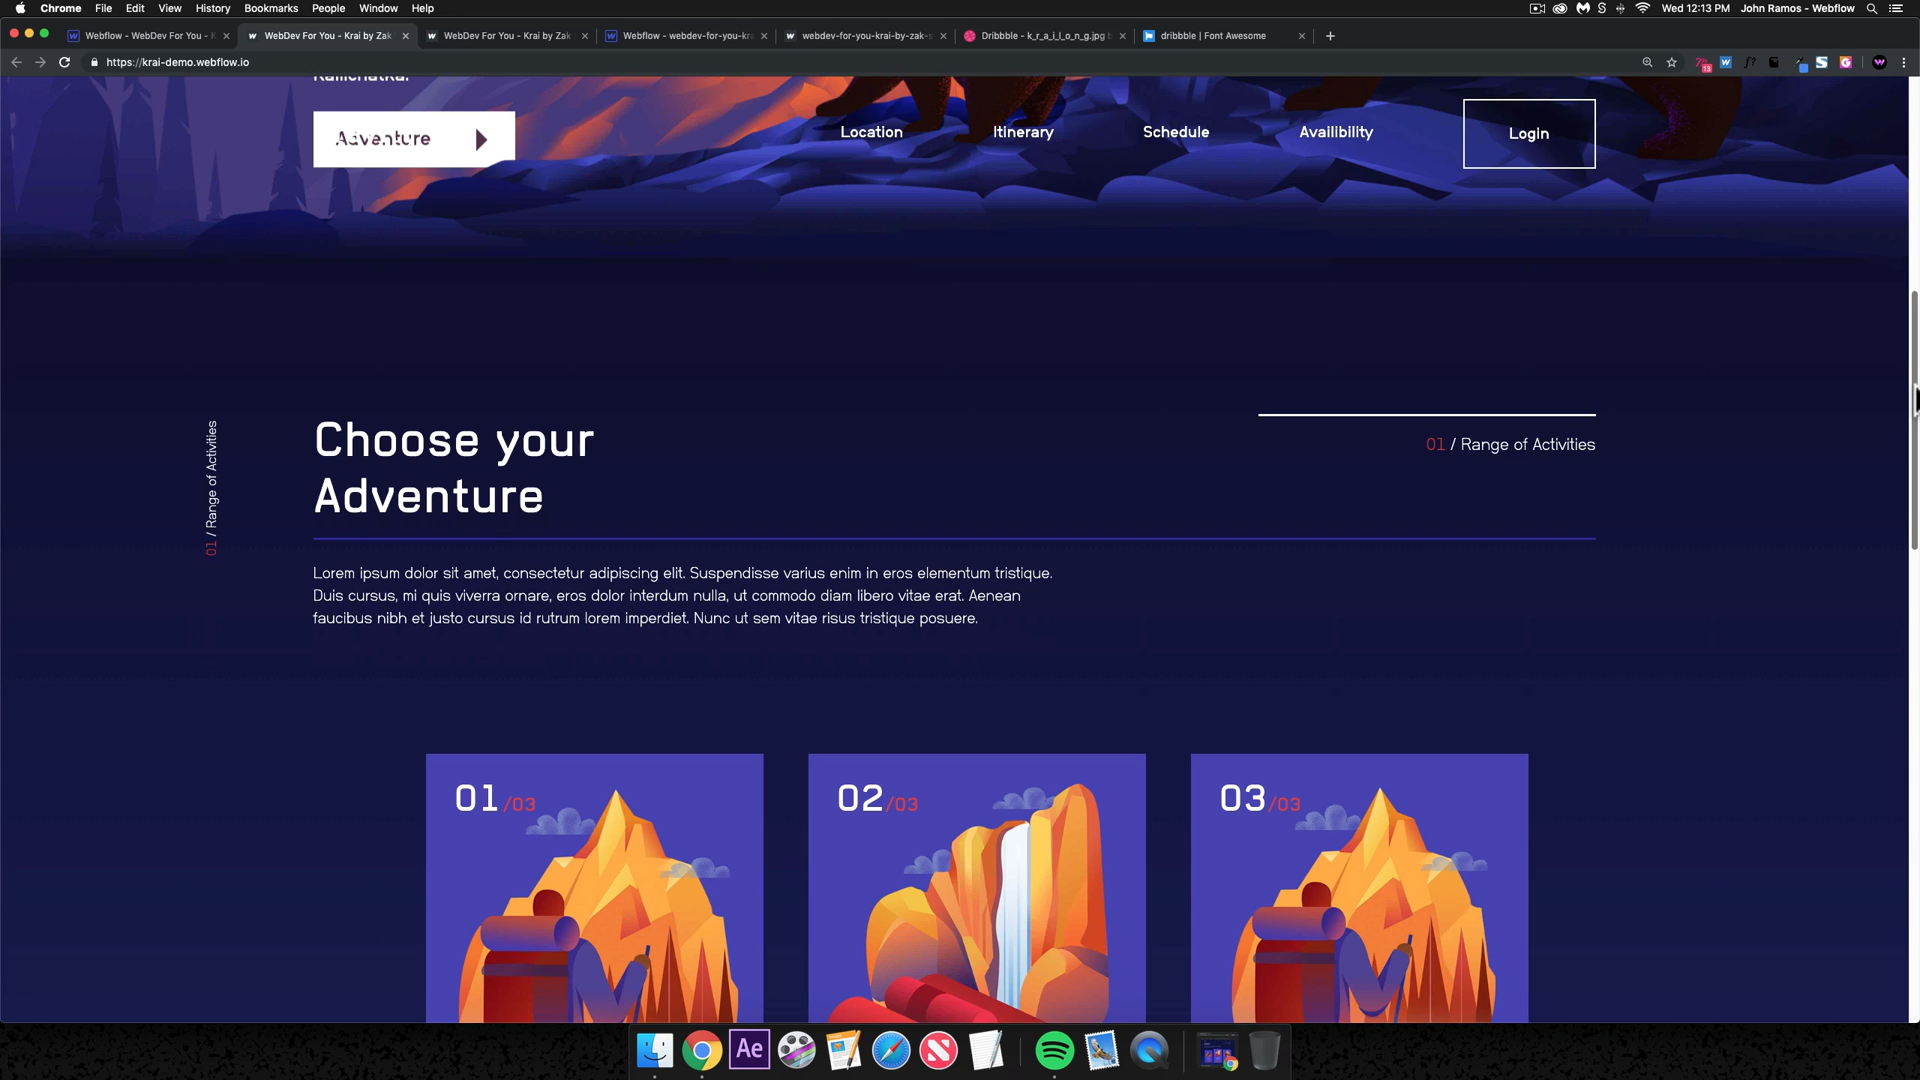 Chrome File Edit View History Bookmarks People Window Help
Wed 12:13 PM John Ramos - Webflow
Webflow - WebDev For You - K
WebDev For You - Krai by Zak
WebDev For You - Krai by Zak
Webflow - webdev-for-you-kra
webdev-for-you-krai-by-zak-s
Dribbble - k_r_a_i_l_o_n_g.jpg b
dribbble | Font Awesome
https://krai-demo.webflow.io
Kamchatka.
Adventure
Location
Itinerary
Schedule
Availibility
Login
01 / Range of Activities
Choose your
Adventure
01 / Range of Activities
Lorem ipsum dolor sit amet, consectetur adipiscing elit. Suspendisse varius enim in eros elementum tristique.
Duis cursus, mi quis viverra ornare, eros dolor interdum nulla, ut commodo diam libero vitae erat. Aenean
faucibus nibh et justo cursus id rutrum lorem imperdiet. Nunc ut sem vitae risus tristique posuere.
01/03
02/03
03/03
Ae